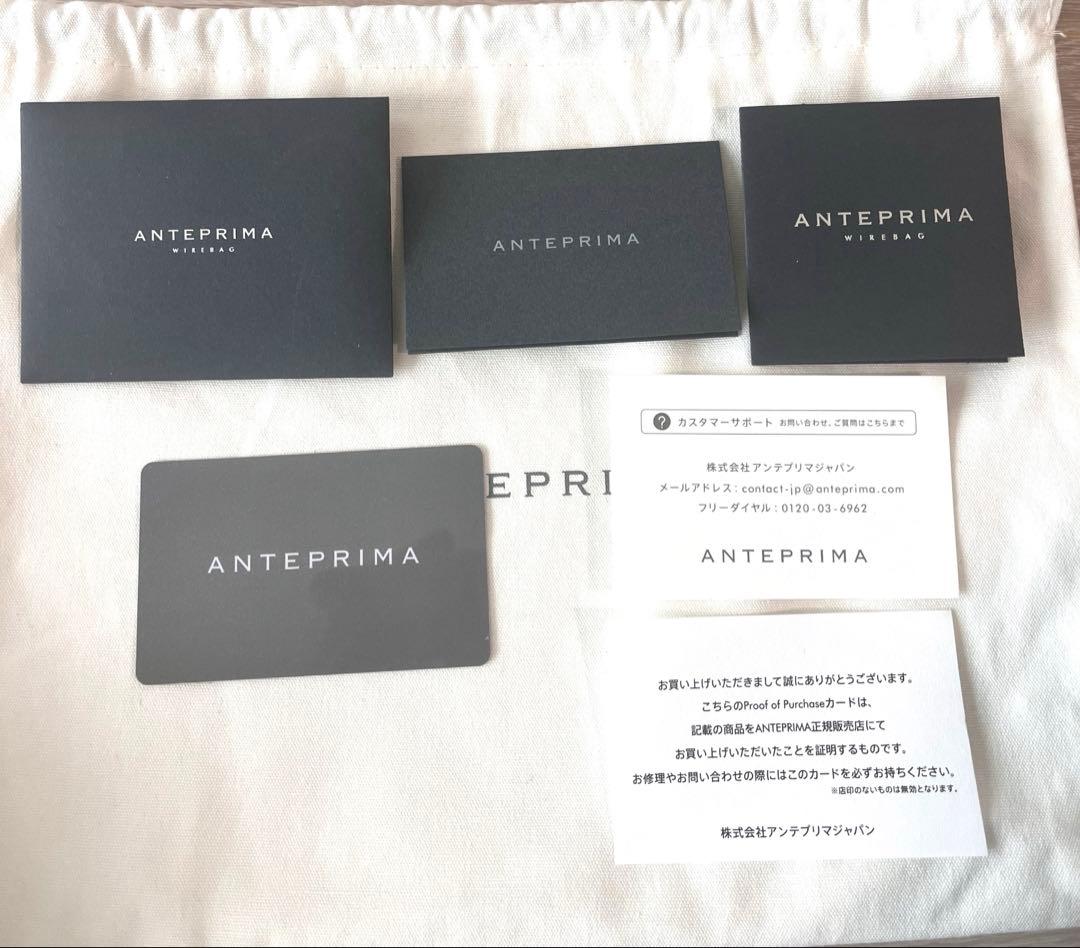 ANTEPRIMA
WIREBAG
ANTEPRIMA
ANTEPRIMA
WIREBAG
? カスタマーサポート お問い合わせ、ご質問はこちらまで
株式会社アンテプリマジャパン
メールアドレス：contact-jp@anteprima.com
フリーダイヤル：0120-03-6962
ANTEPRIMA
EPRI
ANTEPRIMA
お買い上げいただきまして誠にありがとうございます。
こちらのProof of Purchaseカードは、
記載の商品をANTEPRIMA正規販売店にて
お買い上げいただいたことを証明するものです。
お修理やお問い合わせの際にはこのカードを必ずお持ちください。
※店印のないものは無効となります。
株式会社アンテプリマジャパン